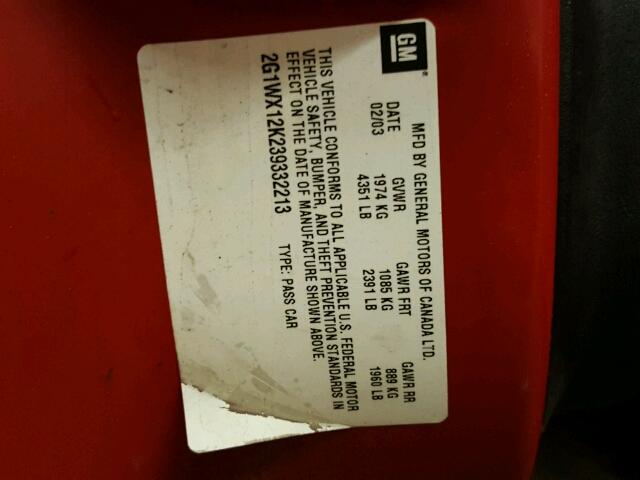 GM
MFD BY GENERAL MOTORS OF CANADA LTD.
DATE GVWR GAWR FRT GAWR RR
02/03 1974 KG 1085 KG 889 KG
4351 LB 2391 LB 1960 LB
THIS VEHICLE CONFORMS TO ALL APPLICABLE U.S. FEDERAL MOTOR
VEHICLE SAFETY, BUMPER, AND THEFT PREVENTION STANDARDS IN
EFFECT ON THE DATE OF MANUFACTURE SHOWN ABOVE.
2G1WX12K239332213 TYPE: PASS CAR